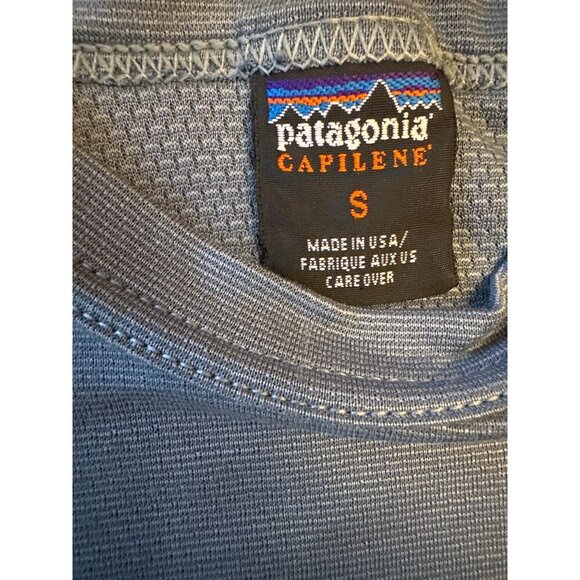 patagonia®
CAPILENE®
S
MADE IN USA/
FABRIQUE AUX US
CARE OVER